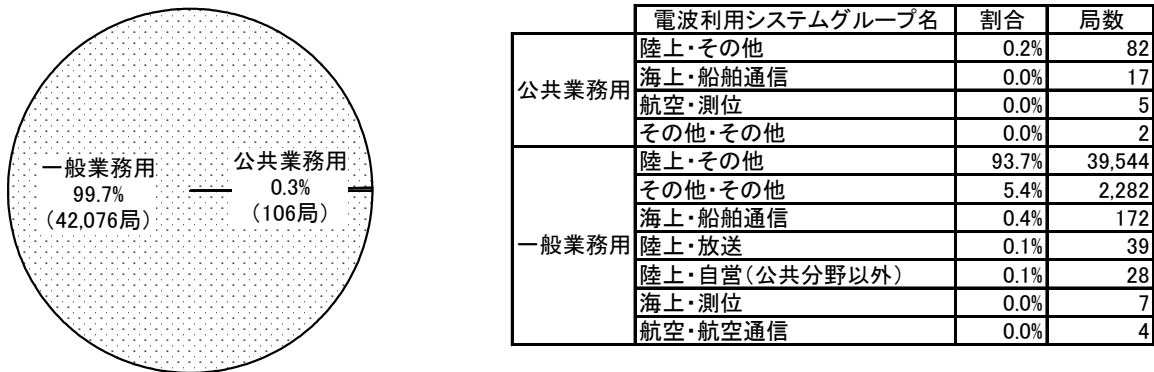 一般業務用
99.7%
(42,076局)
公共業務用
0.3%
(106局)
電波利用システムグループ名 割合 局数
公共業務用
陸上・その他 0.2% 82
海上・船舶通信 0.0% 17
航空・測位 0.0% 5
その他・その他 0.0% 2
一般業務用
陸上・その他 93.7% 39,544
その他・その他 5.4% 2,282
海上・船舶通信 0.4% 172
陸上・放送 0.1% 39
陸上・自営(公共分野以外) 0.1% 28
海上・測位 0.0% 7
航空・航空通信 0.0% 4